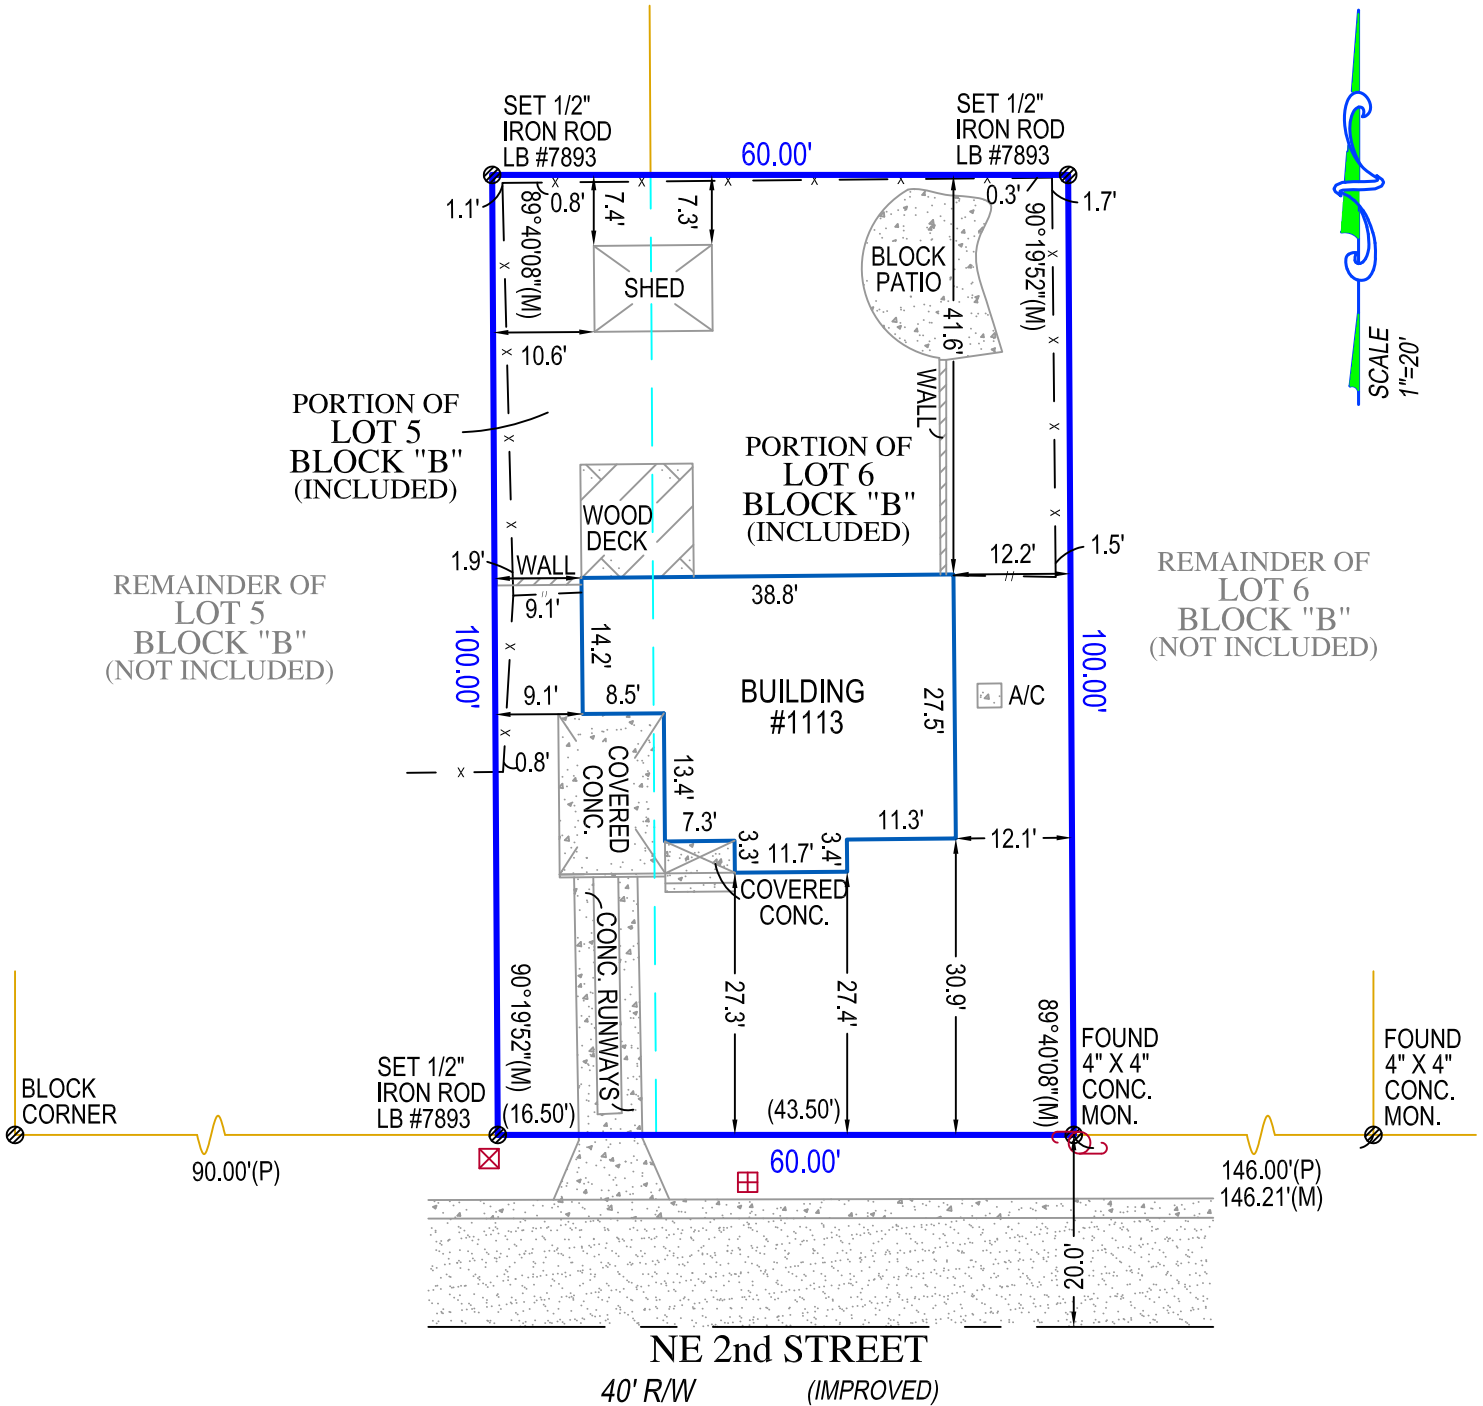 SET 1/2"
IRON ROD
LB #7893
60.00'
SET 1/2"
IRON ROD
LB #7893
1.1'
0.8'
7.4'
7.3'
0.3'
1.7'
89°40'08"(M)
90°19'52"(M)
SHED
BLOCK
PATIO
10.6'
41.6'
SCALE
1"=20'
PORTION OF
LOT 5
BLOCK "B"
(INCLUDED)
WALL
PORTION OF
LOT 6
BLOCK "B"
(INCLUDED)
WOOD
DECK
1.9'
WALL
12.2'
1.5'
REMAINDER OF
LOT 5
BLOCK "B"
(NOT INCLUDED)
REMAINDER OF
LOT 6
BLOCK "B"
(NOT INCLUDED)
9.1'
38.8'
100.00'
14.2'
100.00'
9.1'
8.5'
BUILDING
#1113
27.5'
A/C
0.8'
COVERED
CONC.
13.4'
7.3'
3.3'
11.7'
3.4'
11.3'
12.1'
COVERED
CONC.
CONC. RUNWAYS
27.3'
27.4'
30.9'
90°19'52"(M)
89°40'08"(M)
BLOCK
CORNER
SET 1/2"
IRON ROD
LB #7893
(16.50')
(43.50')
FOUND
4" X 4"
CONC.
MON.
FOUND
4" X 4"
CONC.
MON.
90.00'(P)
60.00'
146.00'(P)
146.21'(M)
20.0'
NE 2nd STREET
40' R/W
(IMPROVED)